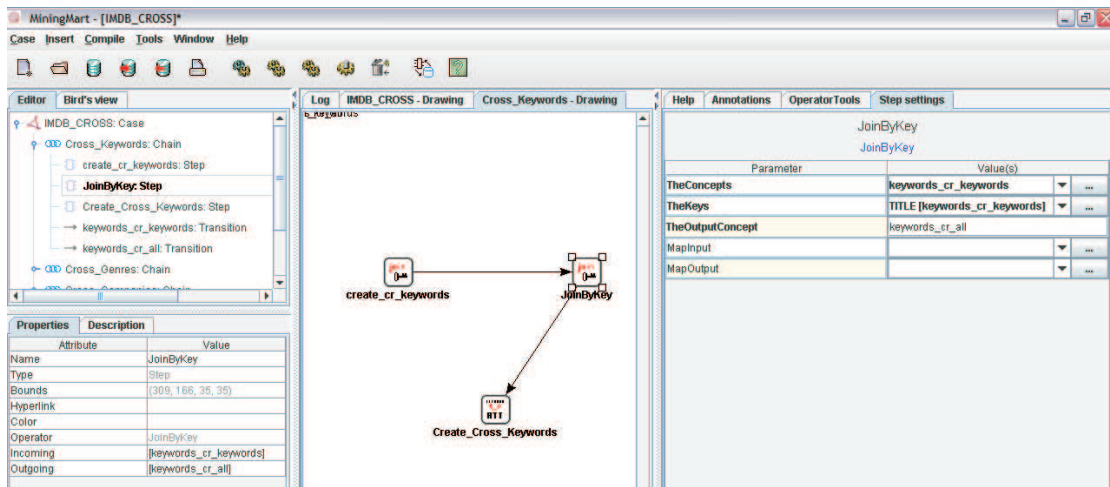 MiningMart - [IMDB_CROSS]*
Case Insert Compile Tools Window Help
Editor Bird's view
IMDB_CROSS: Case
Cross_Keywords: Chain
create_cr_keywords: Step
JoinByKey: Step
Create_Cross_Keywords: Step
keywords_cr_keywords: Transition
keywords_cr_all: Transition
Cross_Genres: Chain
Properties Description
Attribute Value
Name JoinByKey
Type Step
Bounds (309, 166, 35, 35)
Hyperlink
Color
Operator JoinByKey
Incoming [keywords_cr_keywords]
Outgoing [keywords_cr_all]
Log IMDB_CROSS - Drawing Cross_Keywords - Drawing
create_cr_keywords
JoinByKey
ATT
Create_Cross_Keywords
Help Annotations OperatorTools Step settings
JoinByKey
JoinByKey
Parameter Value(s)
TheConcepts keywords_cr_keywords ...
TheKeys TITLE [keywords_cr_keywords] ...
TheOutputConcept keywords_cr_all
MapInput ...
MapOutput ...